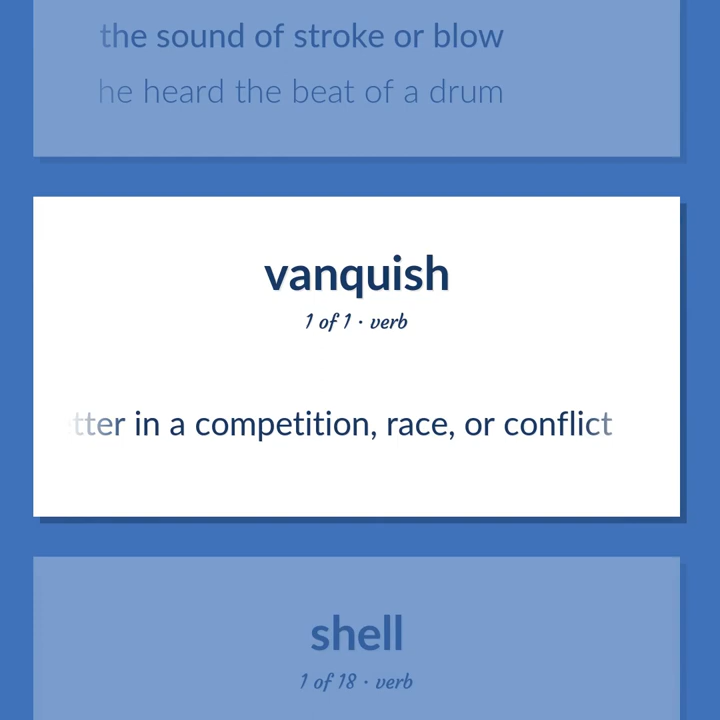 the sound of stroke or blow
he heard the beat of a drum
vanquish
1 of 1 · verb
in a competition, race, or conflict
shell
1 of 18 · verb